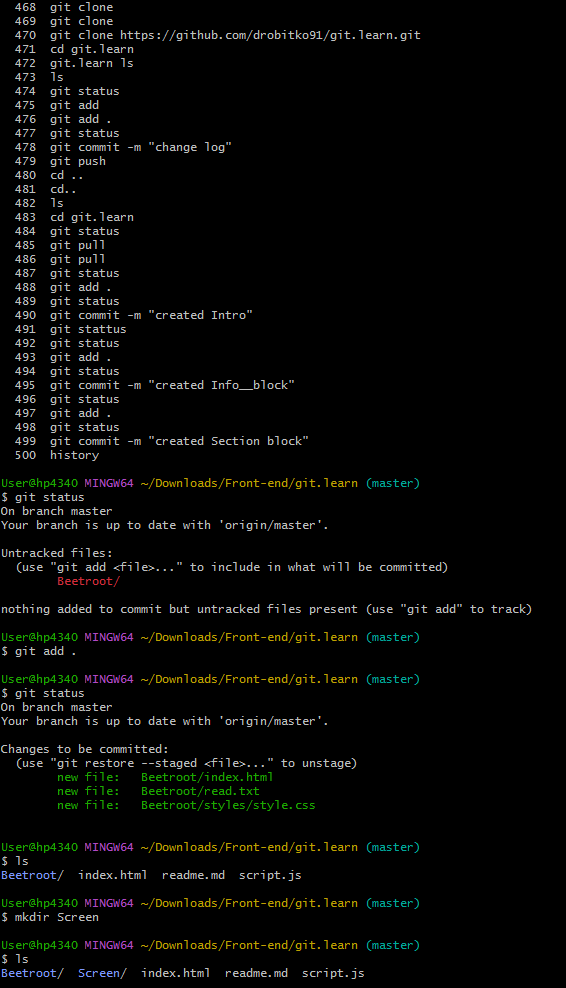 468  git clone
469  git clone
470  git clone https://github.com/drobitko91/git.learn.git
471  cd git.learn
472  git.learn ls
473  ls
474  git status
475  git add
476  git add .
477  git status
478  git commit -m "change log"
479  git push
480  cd ..
481  cd..
482  ls
483  cd git.learn
484  git status
485  git pull
486  git pull
487  git status
488  git add .
489  git status
490  git commit -m "created Intro"
491  git stattus
492  git status
493  git add .
494  git status
495  git commit -m "created Info__block"
496  git status
497  git add .
498  git status
499  git commit -m "created Section block"
500  history
User@hp4340 MINGW64 ~/Downloads/Front-end/git.learn (master)
$ git status
On branch master
Your branch is up to date with 'origin/master'.
Untracked files:
  (use "git add <file>..." to include in what will be committed)
        Beetroot/
nothing added to commit but untracked files present (use "git add" to track)
User@hp4340 MINGW64 ~/Downloads/Front-end/git.learn (master)
$ git add .
User@hp4340 MINGW64 ~/Downloads/Front-end/git.learn (master)
$ git status
On branch master
Your branch is up to date with 'origin/master'.
Changes to be committed:
  (use "git restore --staged <file>..." to unstage)
        new file:   Beetroot/index.html
        new file:   Beetroot/read.txt
        new file:   Beetroot/styles/style.css
User@hp4340 MINGW64 ~/Downloads/Front-end/git.learn (master)
$ ls
Beetroot/  index.html  readme.md  script.js
User@hp4340 MINGW64 ~/Downloads/Front-end/git.learn (master)
$ mkdir Screen
User@hp4340 MINGW64 ~/Downloads/Front-end/git.learn (master)
$ ls
Beetroot/  Screen/  index.html  readme.md  script.js